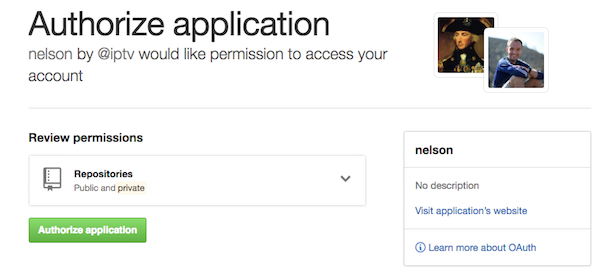 Authorize application
nelson by @iptv would like permission to access your
account
Review permissions
Repositories
Public and private
Authorize application
nelson
No description
Visit application's website
Learn more about OAuth